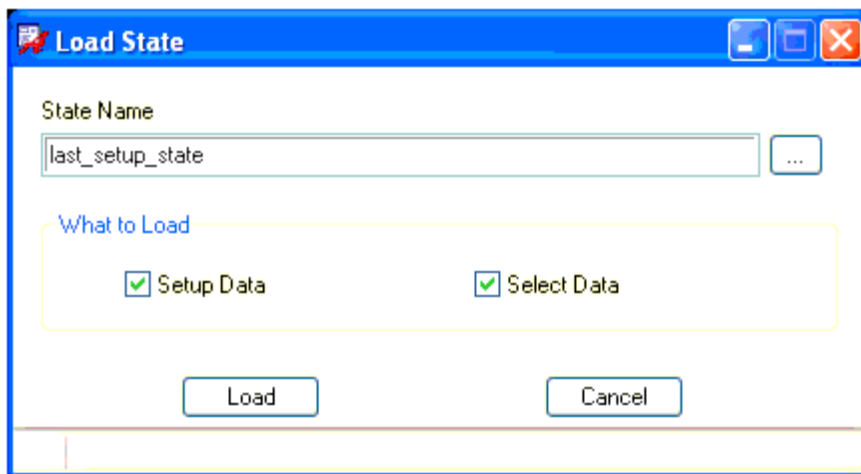 Load State
State Name
last_setup_state
...
What to Load
Setup Data
Select Data
Load
Cancel